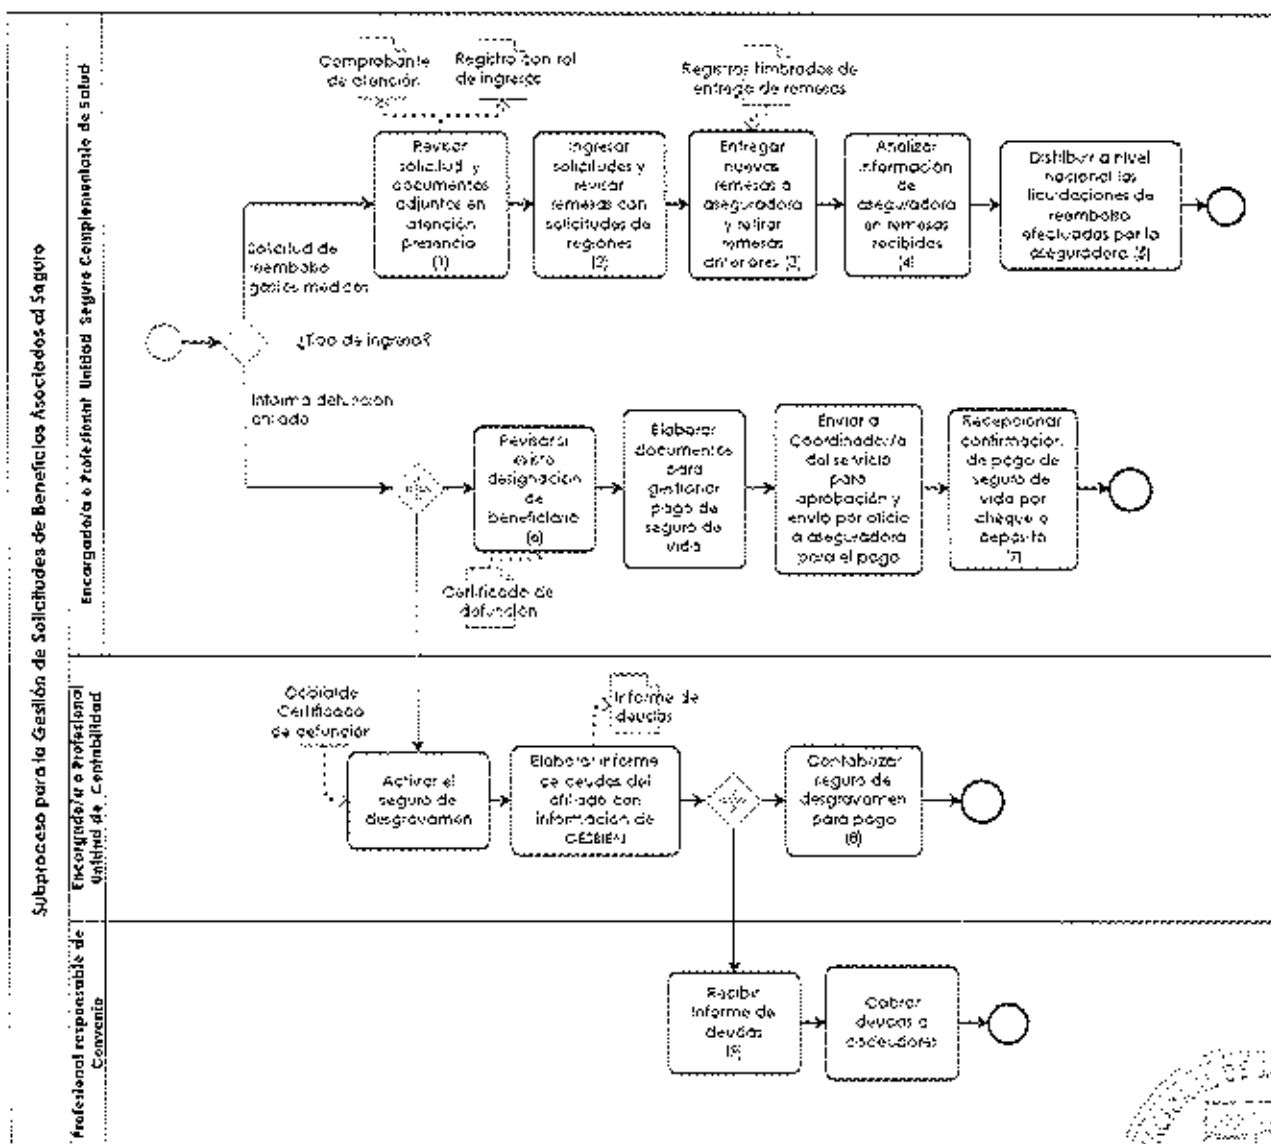 Subproceso para la Gestión de Solicitudes de Beneficios Asociados al Seguro
Encargado/a o Profesional Unidad Seguro Complementario de Salud
Comprobante
de atención
Registro control
de ingresos
Registros timbrados de
entrega de remesas
Revisar
solicitud y
documentos
adjuntos en
atención
presencial
(1)
Ingresar
solicitudes y
revisar
remesas con
solicitudes de
regiones
(2)
Entregar
nuevas
remesas a
aseguradora
y retirar
remesas
anteriores (3)
Analizar
información
de
aseguradora
en remesas
recibidas
(4)
Distribuir a nivel
nacional las
liquidaciones de
reembolso
efectuadas por la
aseguradora (5)
Solicitud de
reembolso
gastos médicos
¿Tipo de ingreso?
Informa defunción
afiliado
Revisar si
existe
designación
de
beneficiario
(6)
Elaborar
documentos
para
gestionar
pago de
seguro de
vida
Enviar a
Coordinador/a
del servicio
para
aprobación y
envío por oficio
a aseguradora
para el pago
Recepcionar
confirmación
de pago de
seguro de
vida por
cheque o
depósito
(7)
Certificado de
defunción
Encargado/a o Profesional
Unidad de Contabilidad
Certificado
de defunción
Informe de
deudas
Activar el
seguro de
desgravamen
Elaborar informe
de deudas del
afiliado con
información de
GESBIEN
Contabilizar
seguro de
desgravamen
para pago
(8)
Profesional responsable de
Convenio
Recibir
informe de
deudas
(9)
Cobrar
deudas a
codeudores